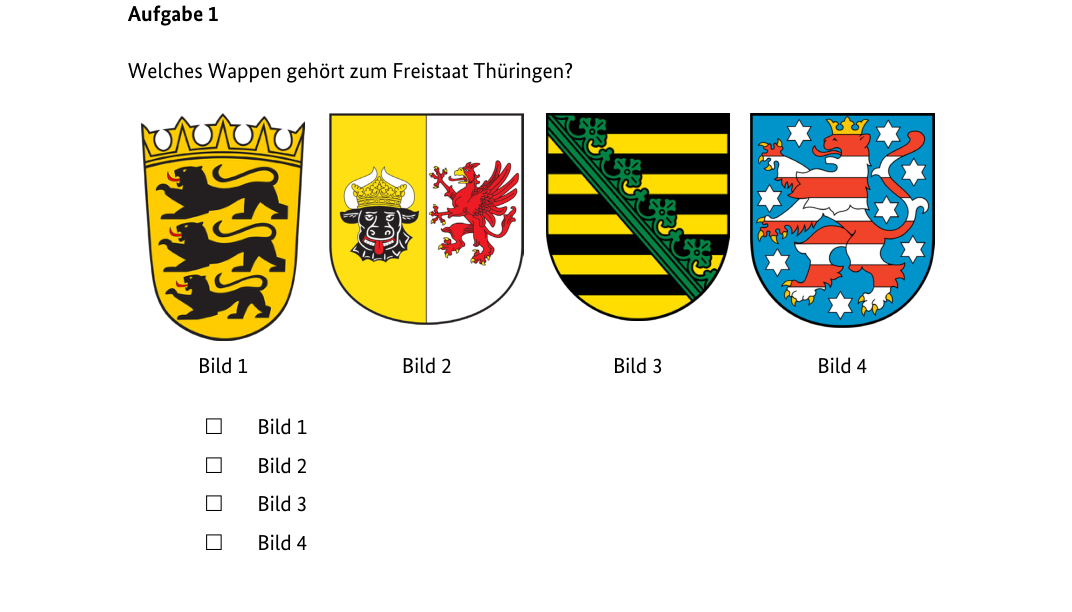 Aufgabe 1
Welches Wappen gehört zum Freistaat Thüringen?
Bild 1 Bild 2 Bild 3 Bild 4
☐ Bild 1
☐ Bild 2
☐ Bild 3
☐ Bild 4